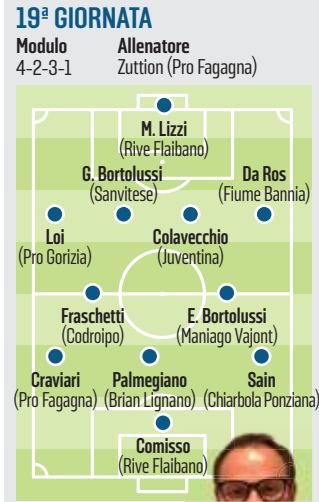 19ª GIORNATA
Modulo Allenatore
4-2-3-1 Zuttion (Pro Fagagna)
M. Lizzi
(Rive Flaibano)
G. Bortolussi Da Ros
(Sanvitese) (Fiume Bannia)
Loi Colavecchio
(Pro Gorizia) (Juventina)
Fraschetti E. Bortolussi
(Codroipo) (Maniago Vajont)
Craviari Palmegiano Sain
(Pro Fagagna) (Brian Lignano) (Chiarbola Ponziana)
Comisso
(Rive Flaibano)